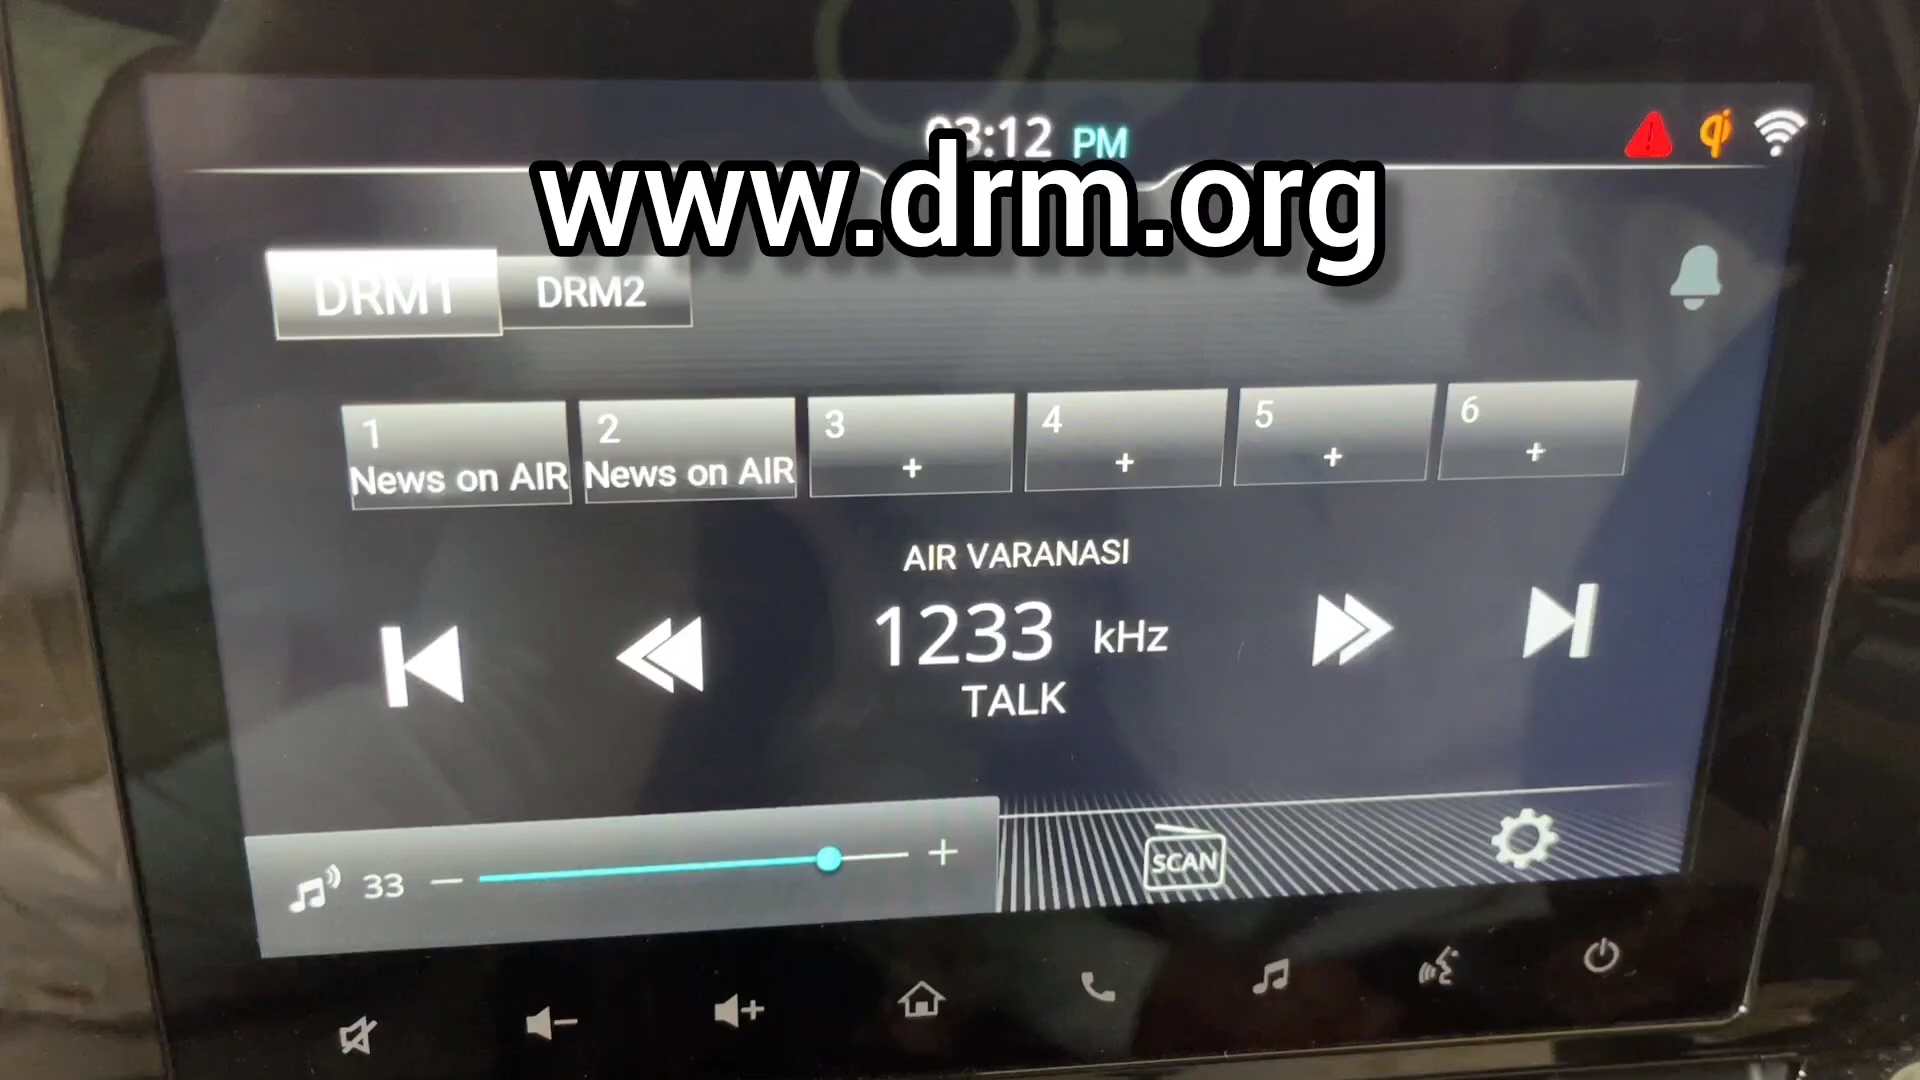 03:12 PM
www.drm.org
DRM1 DRM2
1 2 3 4 5 6
News on AIR News on AIR + + + +
AIR VARANASI
1233 kHz
TALK
33 − +
SCAN